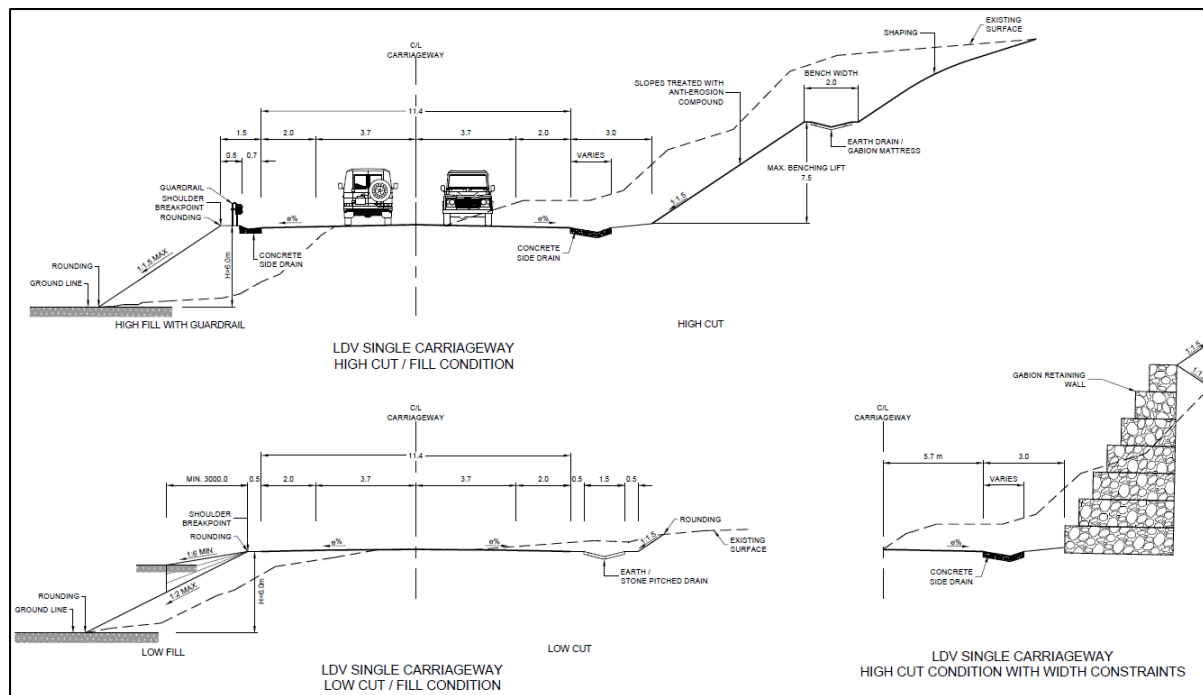 C/L
CARRIAGEWAY
EXISTING
SURFACE
SHAPING
BENCH WIDTH
2.0
SLOPES TREATED WITH
ANTI-EROSION
COMPOUND
11.4
1.5
2.0
3.7
3.7
2.0
3.0
0.8
0.7
VARIES
EARTH DRAIN /
GABION MATTRESS
MAX. BENCHING LIFT
7.5
GUARDRAIL
SHOULDER
BREAKPOINT
ROUNDING
1:1.5
e%
e%
CONCRETE
SIDE DRAIN
CONCRETE
SIDE DRAIN
1:1.5 MAX
H>6.0m
ROUNDING
GROUND LINE
HIGH FILL WITH GUARDRAIL
HIGH CUT
LDV SINGLE CARRIAGEWAY
HIGH CUT / FILL CONDITION
C/L
CARRIAGEWAY
11.4
MIN. 3000.0
0.5
2.0
3.7
3.7
2.0
0.5
1.5
0.5
SHOULDER
BREAKPOINT
ROUNDING
ROUNDING
1:1.5
EXISTING
SURFACE
e%
e%
1:6 MIN
EARTH /
STONE PITCHED DRAIN
1:2 MAX
H<6.0m
ROUNDING
GROUND LINE
LOW FILL
LOW CUT
LDV SINGLE CARRIAGEWAY
LOW CUT / FILL CONDITION
1:1.5
GABION RETAINING
WALL
C/L
CARRIAGEWAY
5.7 m
3.0
VARIES
e%
CONCRETE
SIDE DRAIN
LDV SINGLE CARRIAGEWAY
HIGH CUT CONDITION WITH WIDTH CONSTRAINTS